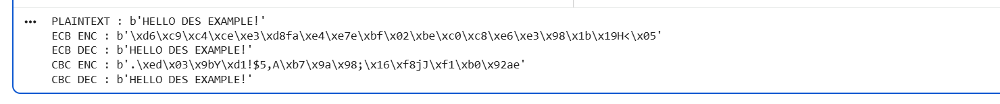 PLAINTEXT : b'HELLO DES EXAMPLE!'
ECB ENC : b'\xd6\xc9\xc4\xce\xe3\xd8fa\xe4\xe7e\xbf\x02\xbe\xc0\xc8\xe6\xe3\x98\x1b\x19H<\x05'
ECB DEC : b'HELLO DES EXAMPLE!'
CBC ENC : b'.\xed\x03\x9bY\xd1!$5,A\xb7\x9a\x98;\x16\xf8jJ\xf1\xb0\x92ae'
CBC DEC : b'HELLO DES EXAMPLE!'